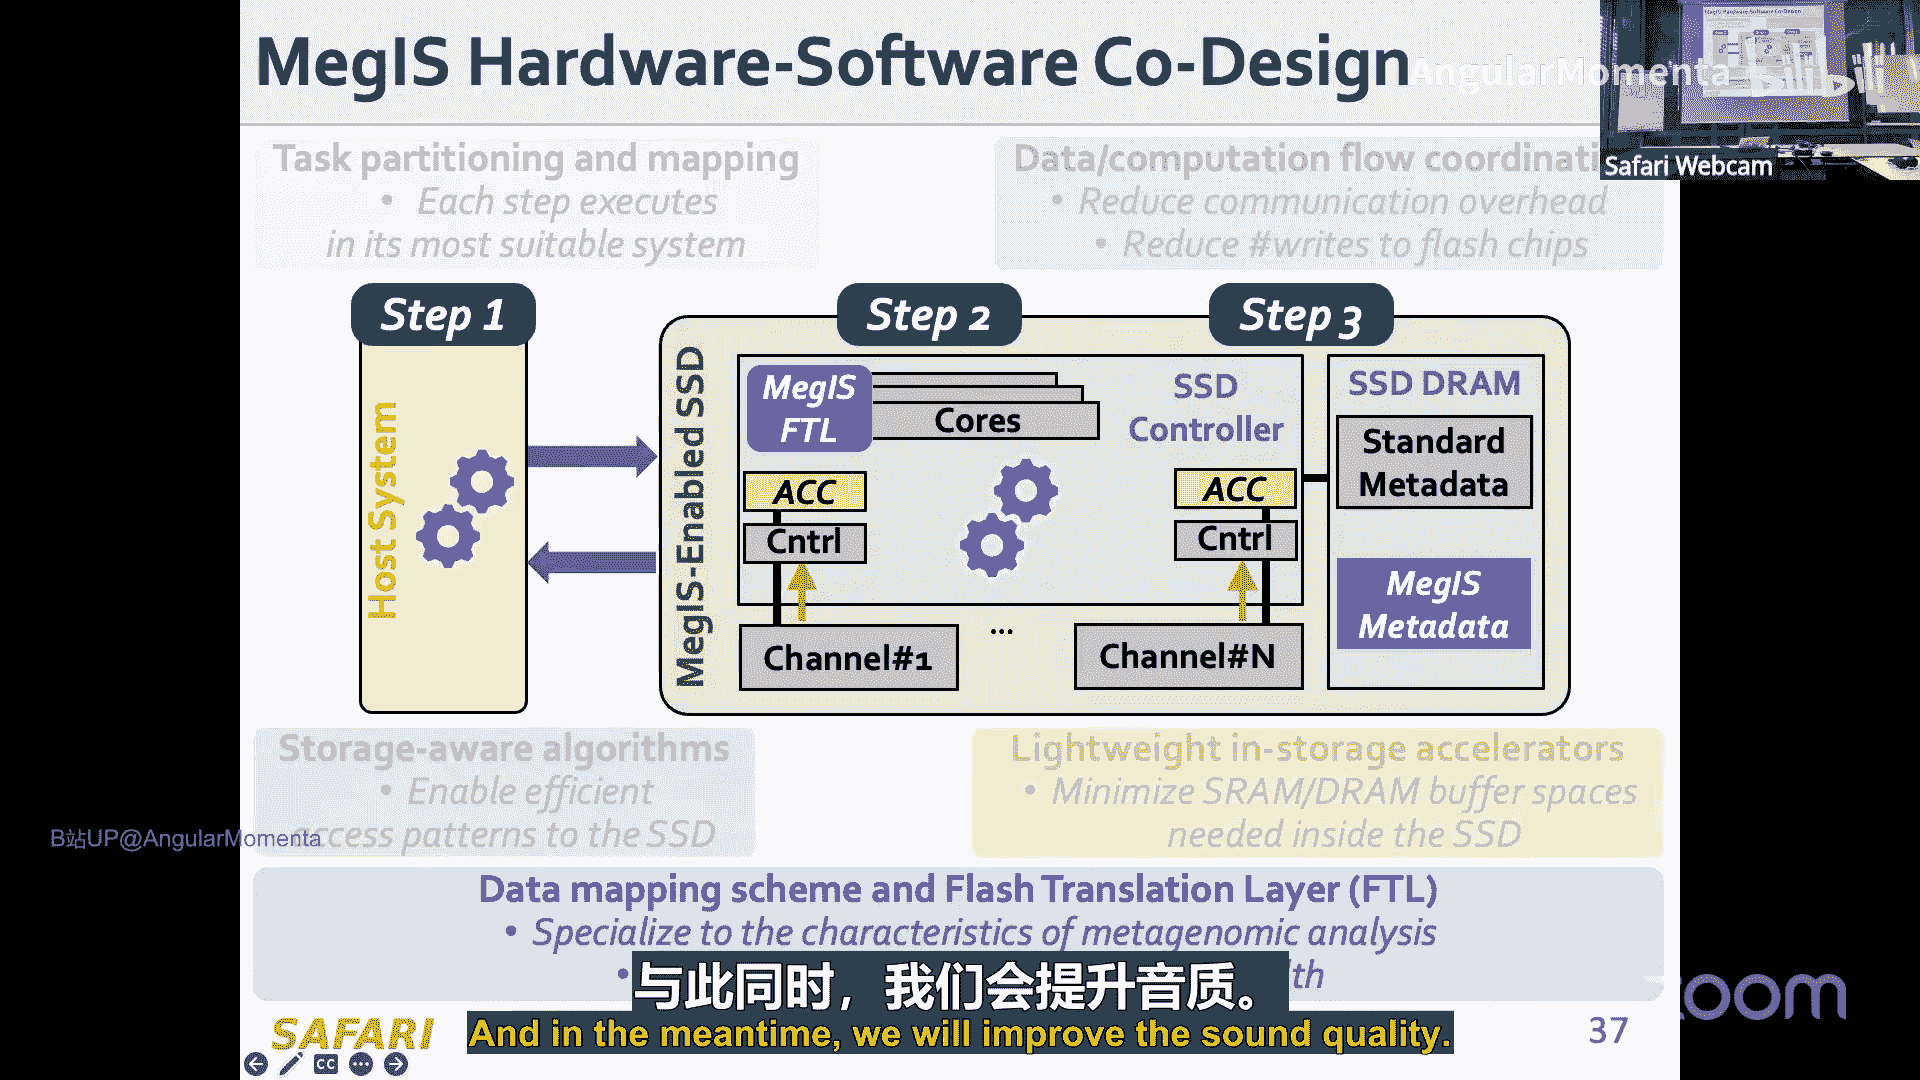 MegIS Hardware-Software Co-Design
AngularMomenta
bilibili
Safari Webcam
Task partitioning and mapping
• Each step executes
in its most suitable system
Data/computation flow coordinati
• Reduce communication overhead
• Reduce #writes to flash chips
Step 1
Step 2
Step 3
Host System
MegIS-Enabled SSD
MegIS
FTL
Cores
SSD
Controller
SSD DRAM
Standard
Metadata
ACC
Cntrl
ACC
Cntrl
MegIS
Metadata
Channel#1
...
Channel#N
Storage-aware algorithms
• Enable efficient
access patterns to the SSD
Lightweight in-storage accelerators
• Minimize SRAM/DRAM buffer spaces
needed inside the SSD
B站UP@AngularMomenta
Data mapping scheme and Flash Translation Layer (FTL)
• Specialize to the characteristics of metagenomic analysis
与此同时，我们会提升音质。
And in the meantime, we will improve the sound quality.
SAFARI
CC
37
zoom